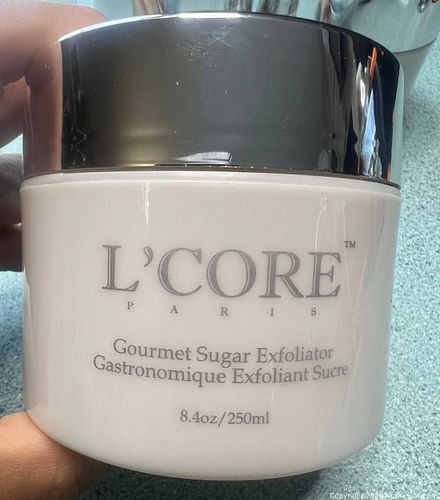 L'CORE™
PARIS
Gourmet Sugar Exfoliator
Gastronomique Exfoliant Sucre
8.4oz/250ml